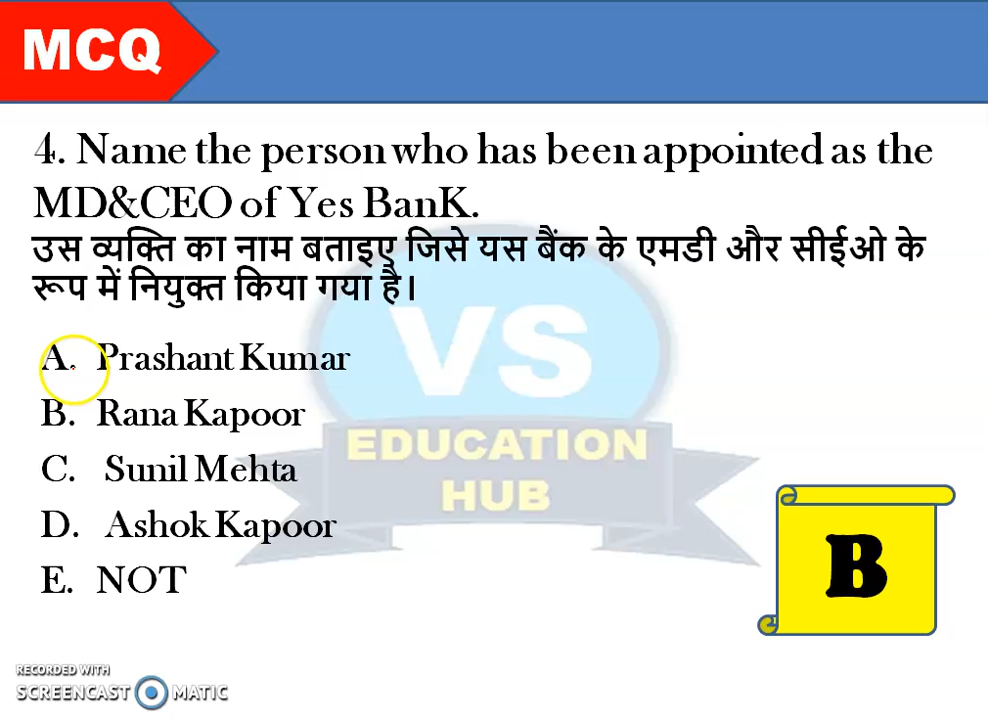 MCQ
4. Name the person who has been appointed as the
MD&CEO of Yes BanK.
उस व्यक्ति का नाम बताइए जिसे यस बैंक के एमडी और सीईओ के
रूप में नियुक्त किया गया है।
A. Prashant Kumar
B. Rana Kapoor
C. Sunil Mehta
D. Ashok Kapoor
E. NOT
VS
EDUCATION
HUB
B
RECORDED WITH
SCREENCAST MATIC